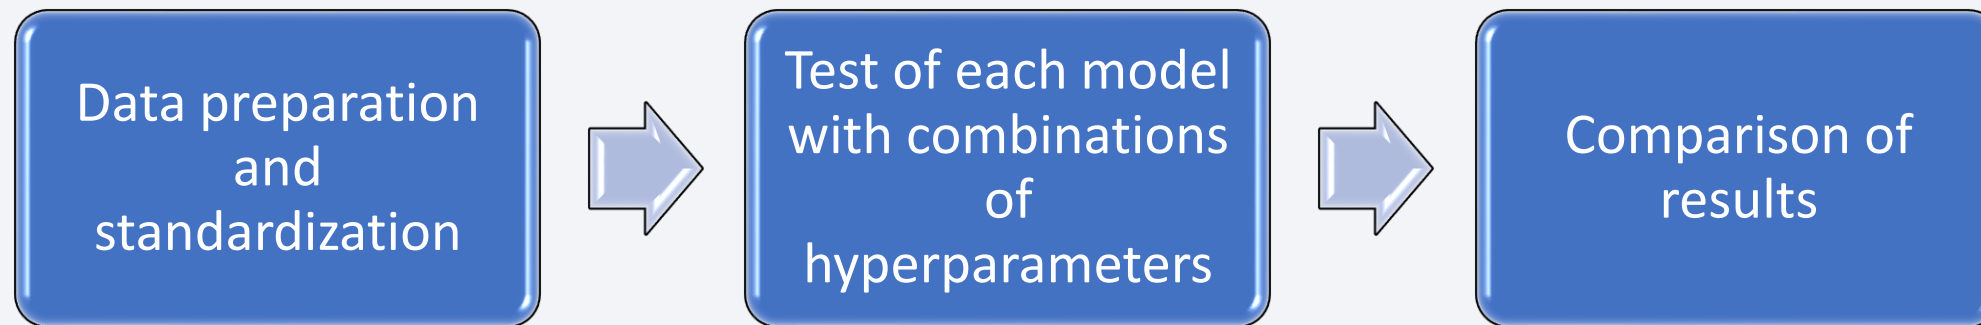 Data preparation
and
standardization
Test of each model
with combinations
of
hyperparameters
Comparison of
results